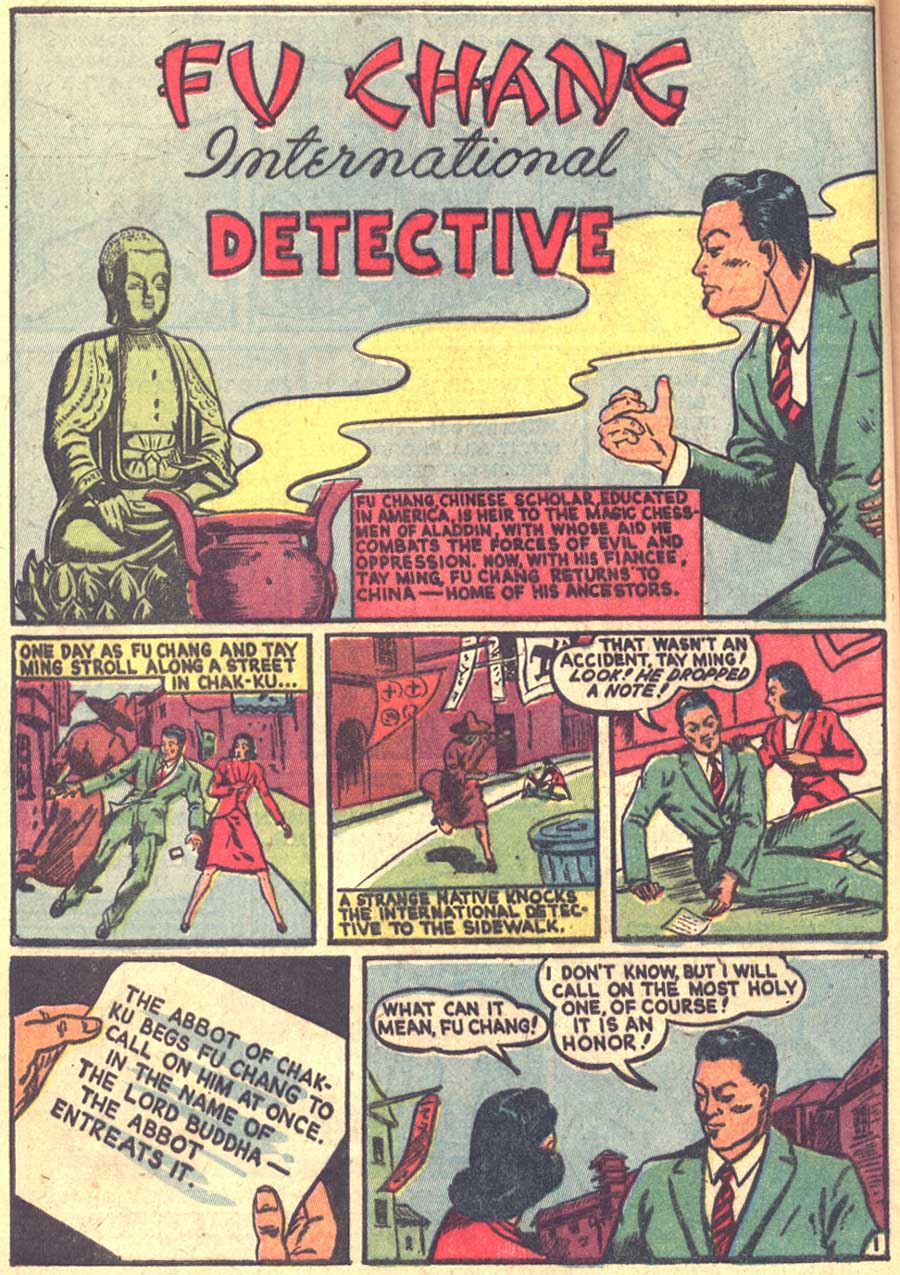 FU CHANG
International
DETECTIVE
FU CHANG, CHINESE SCHOLAR, EDUCATED
IN AMERICA, IS HEIR TO THE MAGIC CHESS-
MEN OF ALADDIN, WITH WHOSE AID HE
COMBATS THE FORCES OF EVIL AND
OPPRESSION. NOW, WITH HIS FIANCEE,
TAY MING, FU CHANG RETURNS TO
CHINA — HOME OF HIS ANCESTORS.
ONE DAY AS FU CHANG AND TAY
MING STROLL ALONG A STREET
IN CHAK-KU...
A STRANGE NATIVE KNOCKS
THE INTERNATIONAL DETEC-
TIVE TO THE SIDEWALK.
THAT WASN'T AN
ACCIDENT, TAY MING!
LOOK! HE DROPPED
A NOTE!
THE ABBOT OF CHAK-
KU BEGS FU CHANG TO
CALL ON HIM AT ONCE.
IN THE NAME OF
THE LORD BUDDHA —
THE ABBOT
ENTREATS IT.
WHAT CAN IT
MEAN, FU CHANG!
I DON'T KNOW, BUT I WILL
CALL ON THE MOST HOLY
ONE, OF COURSE!
IT IS AN
HONOR!
1